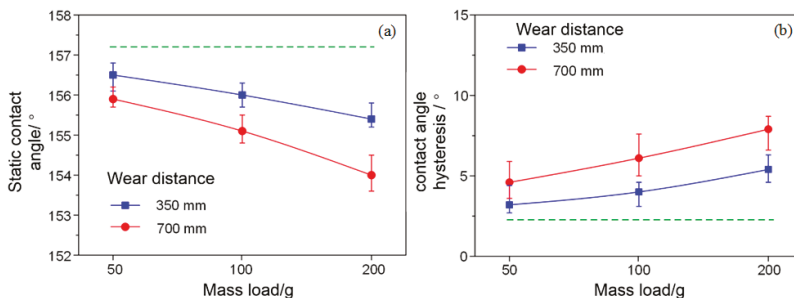 158
157
156
155
154
153
152
Static contact
angle/ °
(a)
Wear distance
350 mm
700 mm
50
100
200
Mass load/g
15
10
5
0
contact angle
hysteresis / °
(b)
Wear distance
350 mm
700 mm
50
100
200
Mass load/g